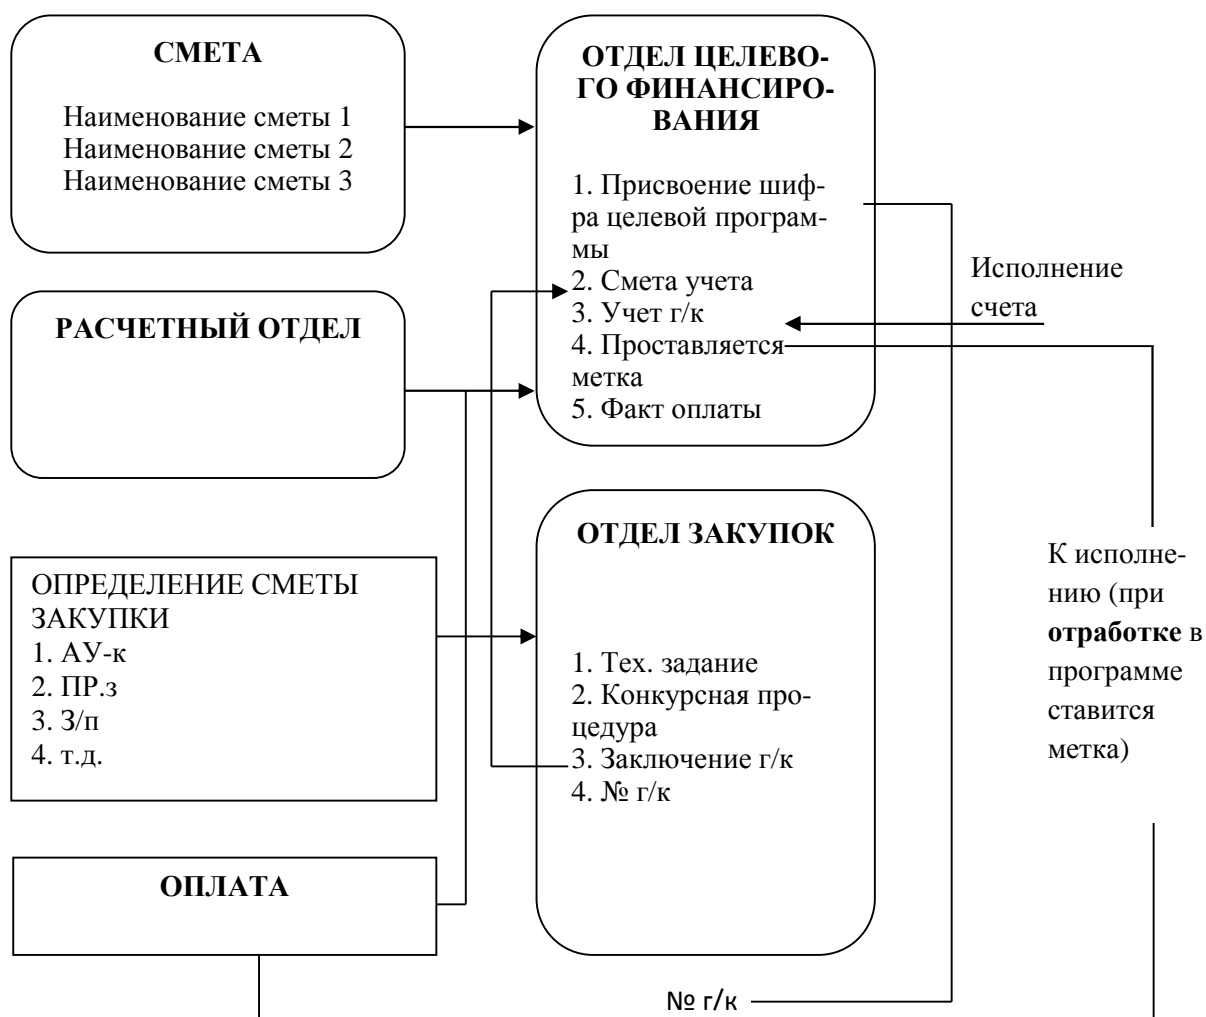 СМЕТА
Наименование сметы 1
Наименование сметы 2
Наименование сметы 3
ОТДЕЛ ЦЕЛЕВО-
ГО ФИНАНСИРО-
ВАНИЯ
1. Присвоение шиф-
ра целевой програм-
мы
2. Смета учета
3. Учет г/к
4. Проставляется
метка
5. Факт оплаты
Исполнение
счета
РАСЧЕТНЫЙ ОТДЕЛ
ОТДЕЛ ЗАКУПОК
1. Тех. задание
2. Конкурсная про-
цедура
3. Заключение г/к
4. № г/к
К исполне-
нию (при
отработке в
программе
ставится
метка)
ОПРЕДЕЛЕНИЕ СМЕТЫ
ЗАКУПКИ
1. АУ-к
2. ПР.з
3. З/п
4. т.д.
ОПЛАТА
№ г/к